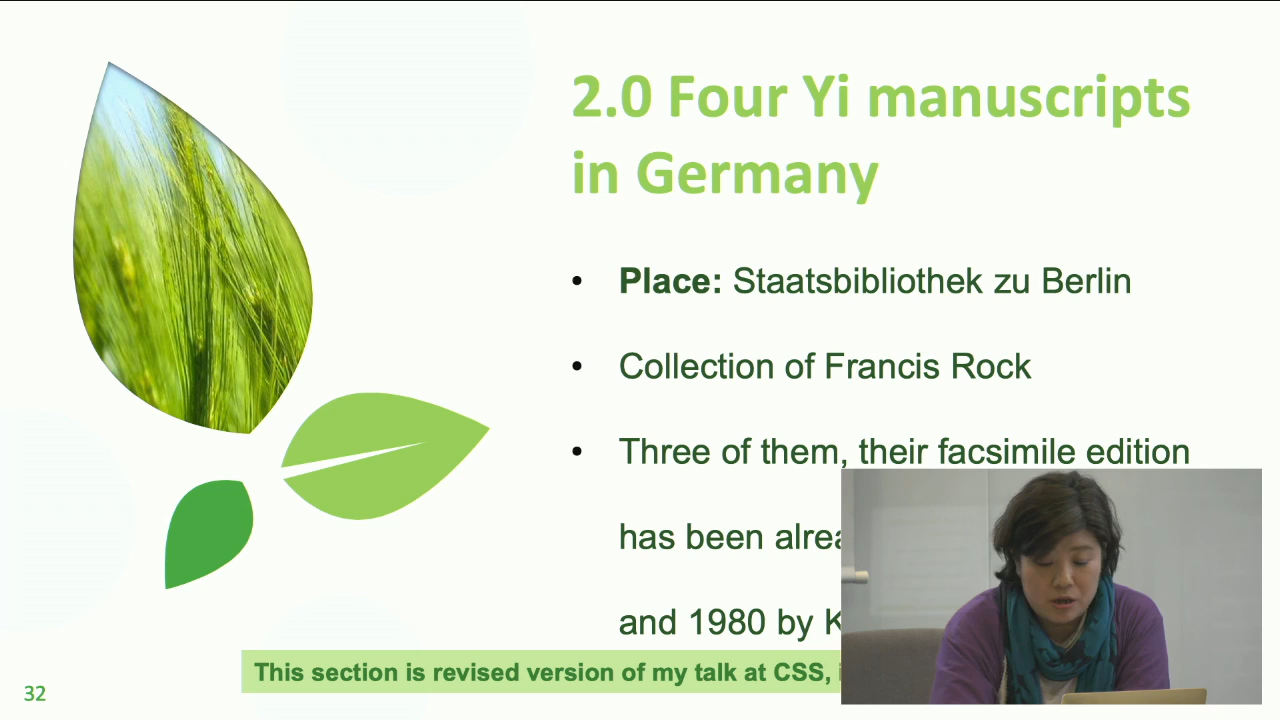 2.0 Four Yi manuscripts
in Germany
• Place: Staatsbibliothek zu Berlin
• Collection of Francis Rock
• Three of them, their facsimile edition
has been
and 1980 by
This section is revised version of my talk at CSS,
32